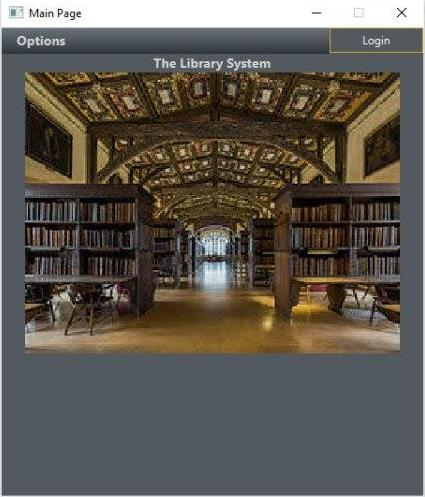 Main Page
Options
Login
The Library System